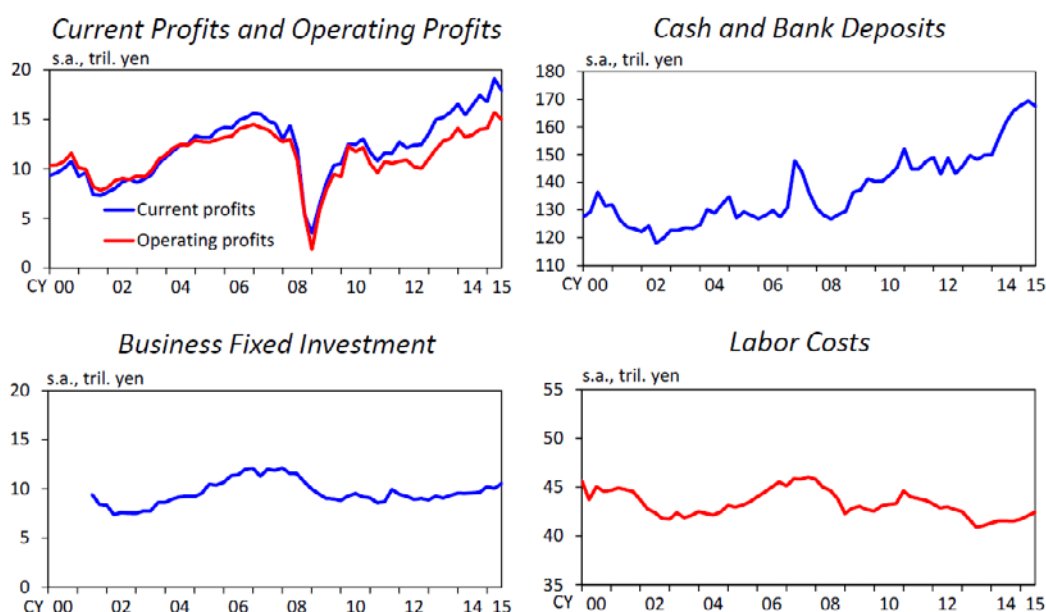 Current Profits and Operating Profits
s.a., tril. yen
20
15
10
5
0
Current profits
Operating profits
CY 00 02 04 06 08 10 12 14 15
Cash and Bank Deposits
s.a., tril. yen
180
170
160
150
140
130
120
110
CY 00 02 04 06 08 10 12 14 15
Business Fixed Investment
s.a., tril. yen
20
15
10
5
0
CY 00 02 04 06 08 10 12 14 15
Labor Costs
s.a., tril. yen
55
50
45
40
35
CY 00 02 04 06 08 10 12 14 15